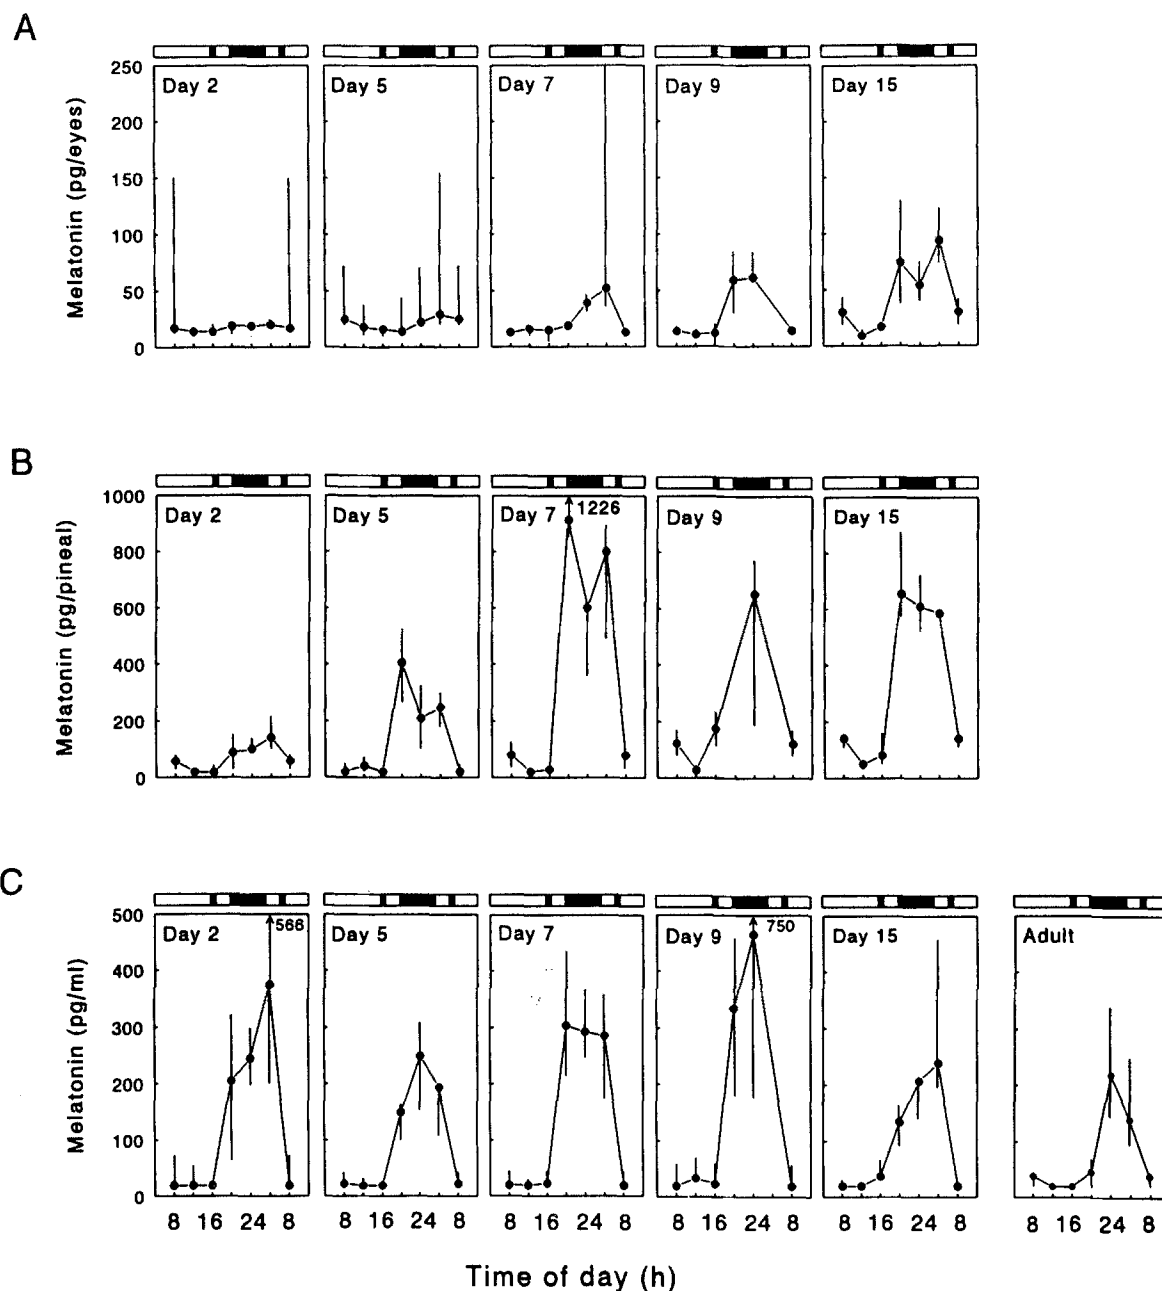 A
Melatonin (pg/eyes)
250
200
150
100
50
0
Day 2
Day 5
Day 7
Day 9
Day 15
B
Melatonin (pg/pineal)
1000
800
600
400
200
0
Day 2
Day 5
Day 7
1226
Day 9
Day 15
C
Melatonin (pg/ml)
500
400
300
200
100
0
Day 2
566
Day 5
Day 7
Day 9
750
Day 15
Adult
8 16 24 8
8 16 24 8
8 16 24 8
8 16 24 8
8 16 24 8
8 16 24 8
Time of day (h)